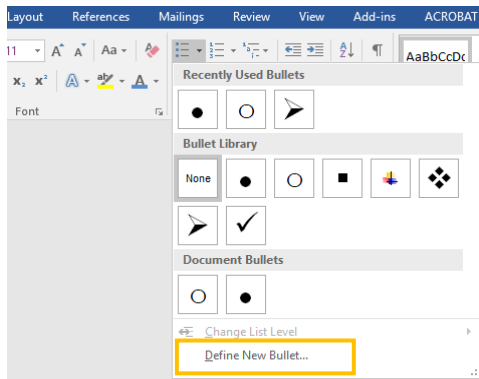 Layout References Mailings Review View Add-ins ACROBAT
11 A A Aa
AaBbCcDc
x₂ x² A aby A
Font
Recently Used Bullets
Bullet Library
None
Document Bullets
Change List Level
Define New Bullet...